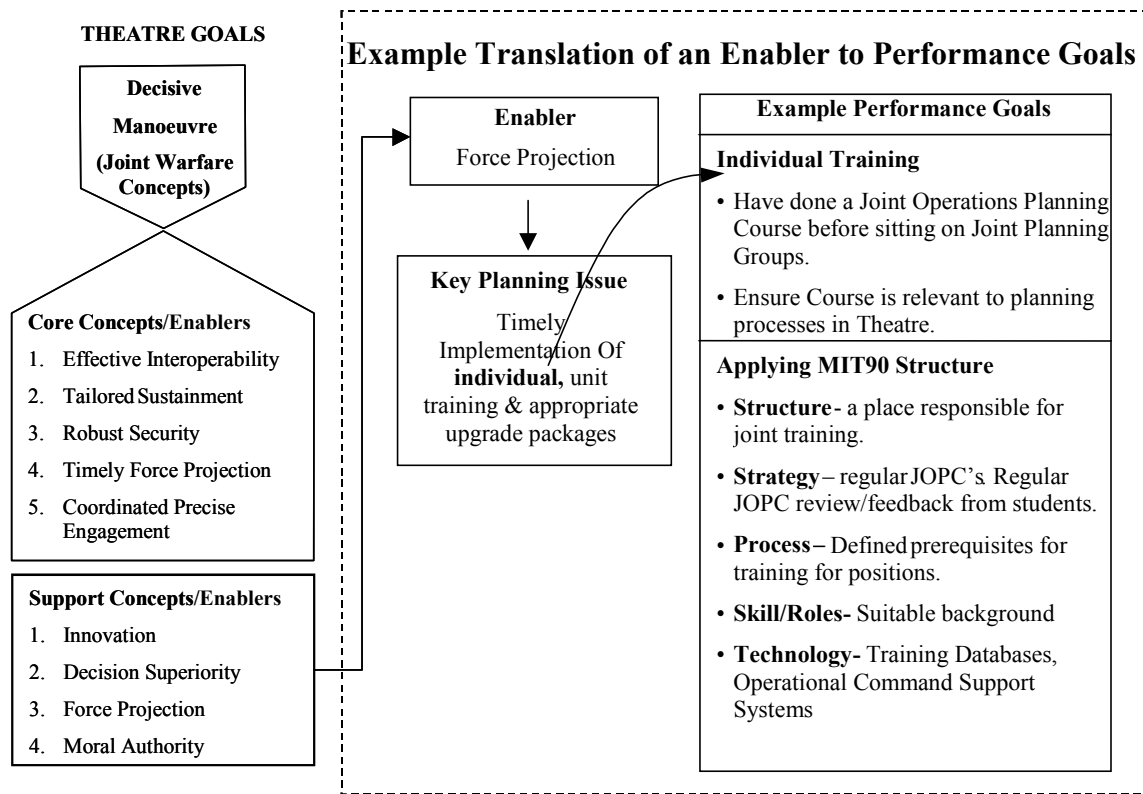 THEATRE GOALS
Decisive
Manoeuvre
(Joint Warfare
Concepts)
Core Concepts/Enablers
1. Effective Interoperability
2. Tailored Sustainment
3. Robust Security
4. Timely Force Projection
5. Coordinated Precise
Engagement
Support Concepts/Enablers
1. Innovation
2. Decision Superiority
3. Force Projection
4. Moral Authority
Example Translation of an Enabler to Performance Goals
Enabler
Force Projection
Key Planning Issue
Timely
Implementation Of
individual, unit
training & appropriate
upgrade packages
Example Performance Goals
Individual Training
• Have done a Joint Operations Planning
Course before sitting on Joint Planning
Groups.
• Ensure Course is relevant to planning
processes in Theatre.
Applying MIT90 Structure
• Structure - a place responsible for
joint training.
• Strategy – regular JOPC's. Regular
JOPC review/feedback from students.
• Process – Defined prerequisites for
training for positions.
• Skill/Roles- Suitable background
• Technology- Training Databases,
Operational Command Support
Systems